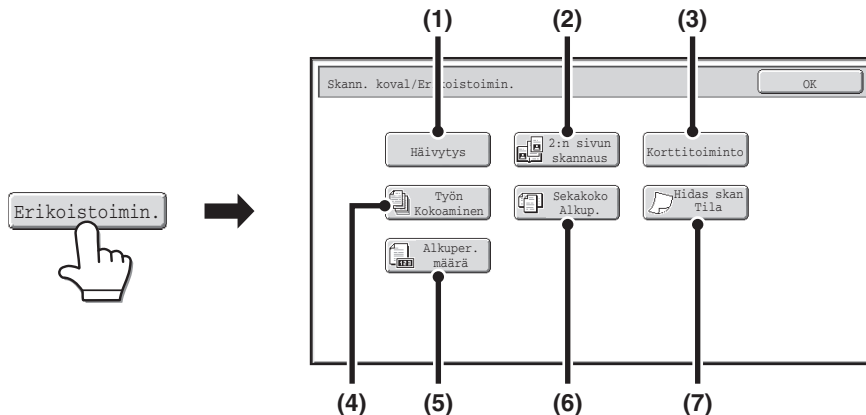 (1) (2) (3)
Skann. koval/Erikoistoimin. OK
Häivytys
2:n sivun
skannaus
Korttitoiminto
Erikoistoimin.
Työn
Kokoaminen
Sekakoko
Alkup.
Hidas skan
Tila
Alkuper.
määrä
123
(4) (5) (6) (7)